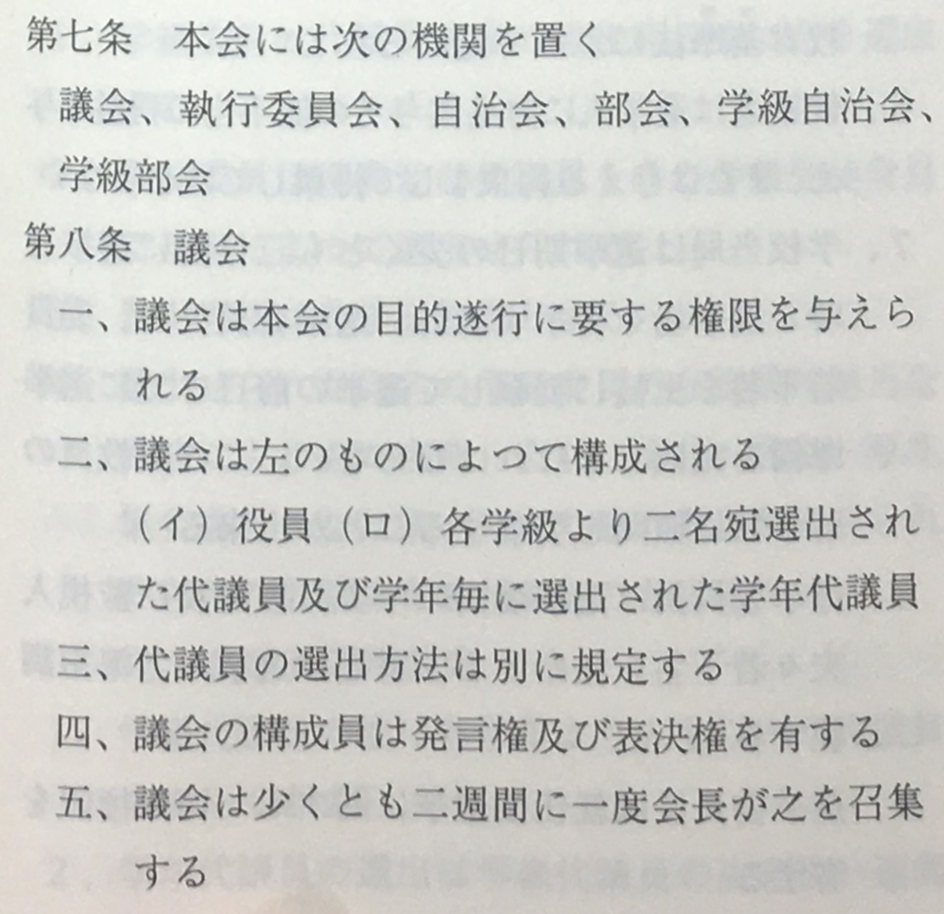 第七条　本会には次の機関を置く
議会、執行委員会、自治会、部会、学級自治会、
学級部会
第八条　議会
一、議会は本会の目的遂行に要する権限を与えら
れる
二、議会は左のものによつて構成される
（イ）役員（ロ）各学級より二名宛選出され
た代議員及び学年毎に選出された学年代議員
三、代議員の選出方法は別に規定する
四、議会の構成員は発言権及び表決権を有する
五、議会は少くとも二週間に一度会長が之を召集
する